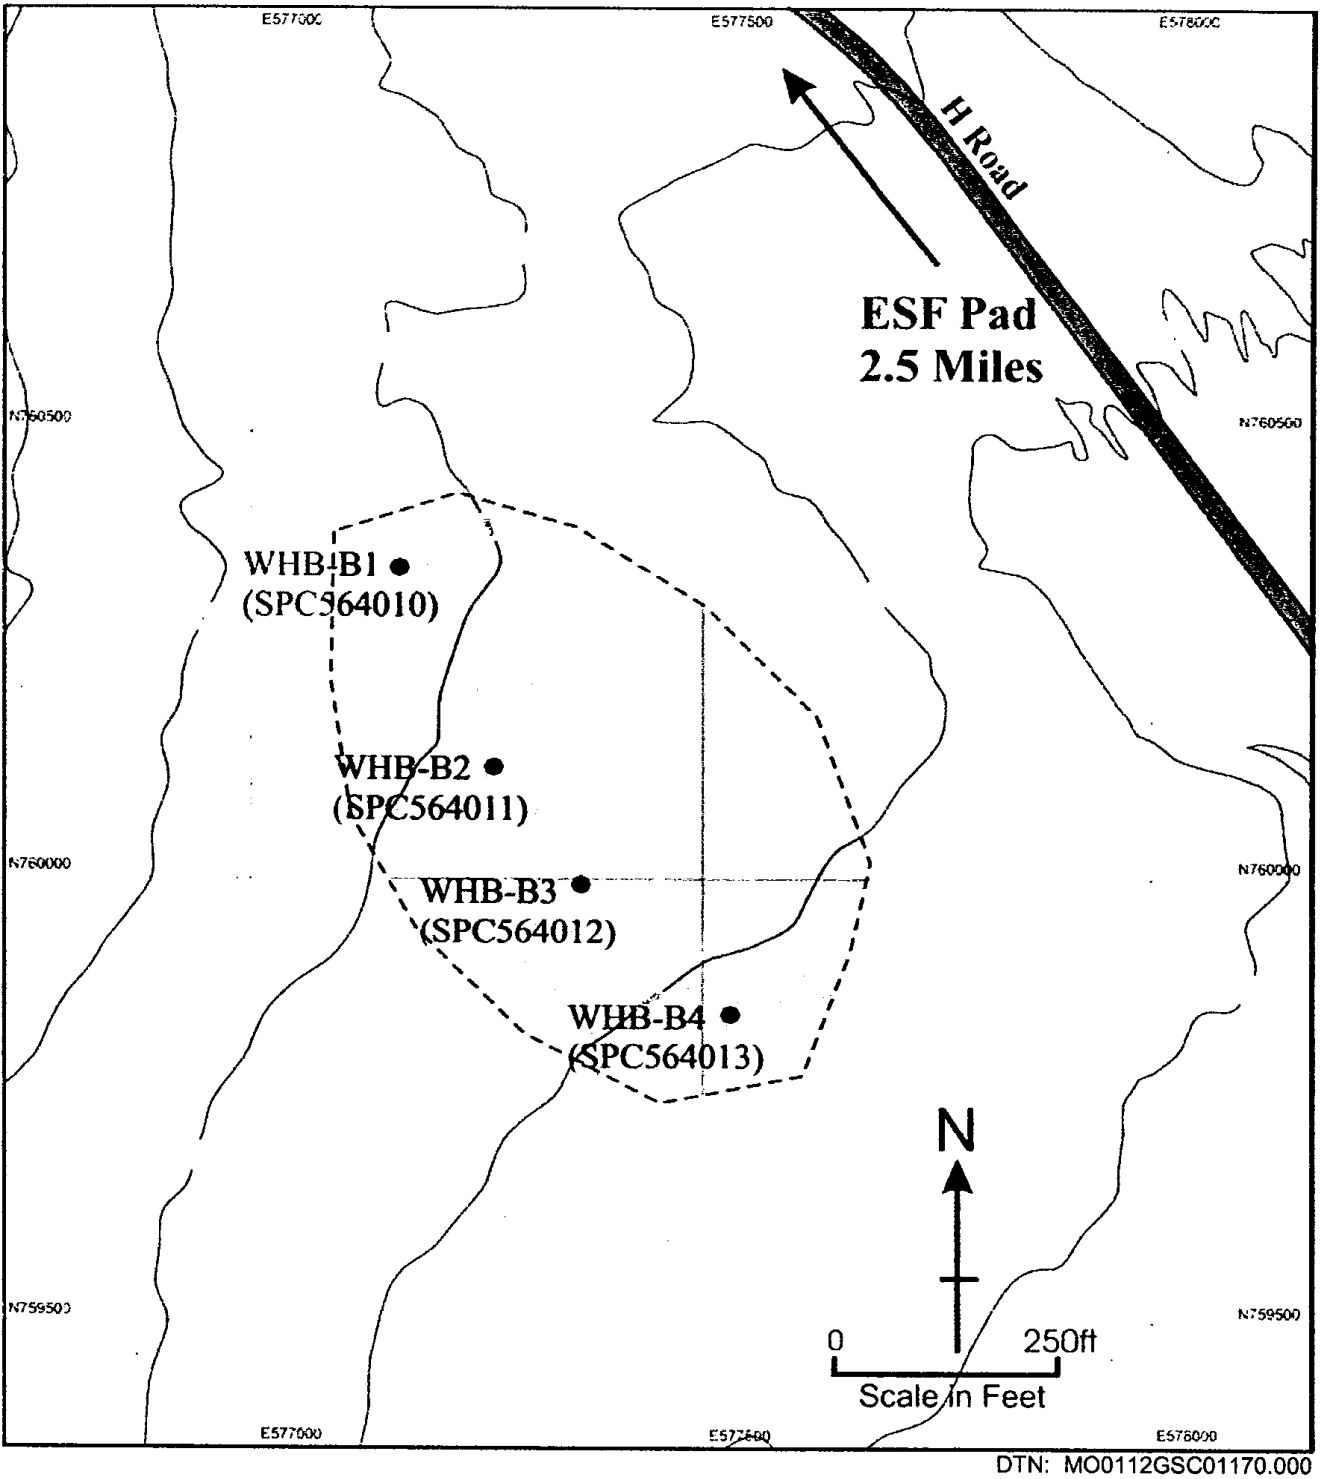 E577000 E577500 E578000
H Road
ESF Pad
2.5 Miles
N760500 N760500
WHB-B1
(SPC564010)
WHB-B2
(SPC564011)
N760000 N760000
WHB-B3
(SPC564012)
WHB-B4
(SPC564013)
N
N759500 N759500
0 250ft
Scale in Feet
E577000 E577500 E578000
DTN: MO0112GSC01170.000